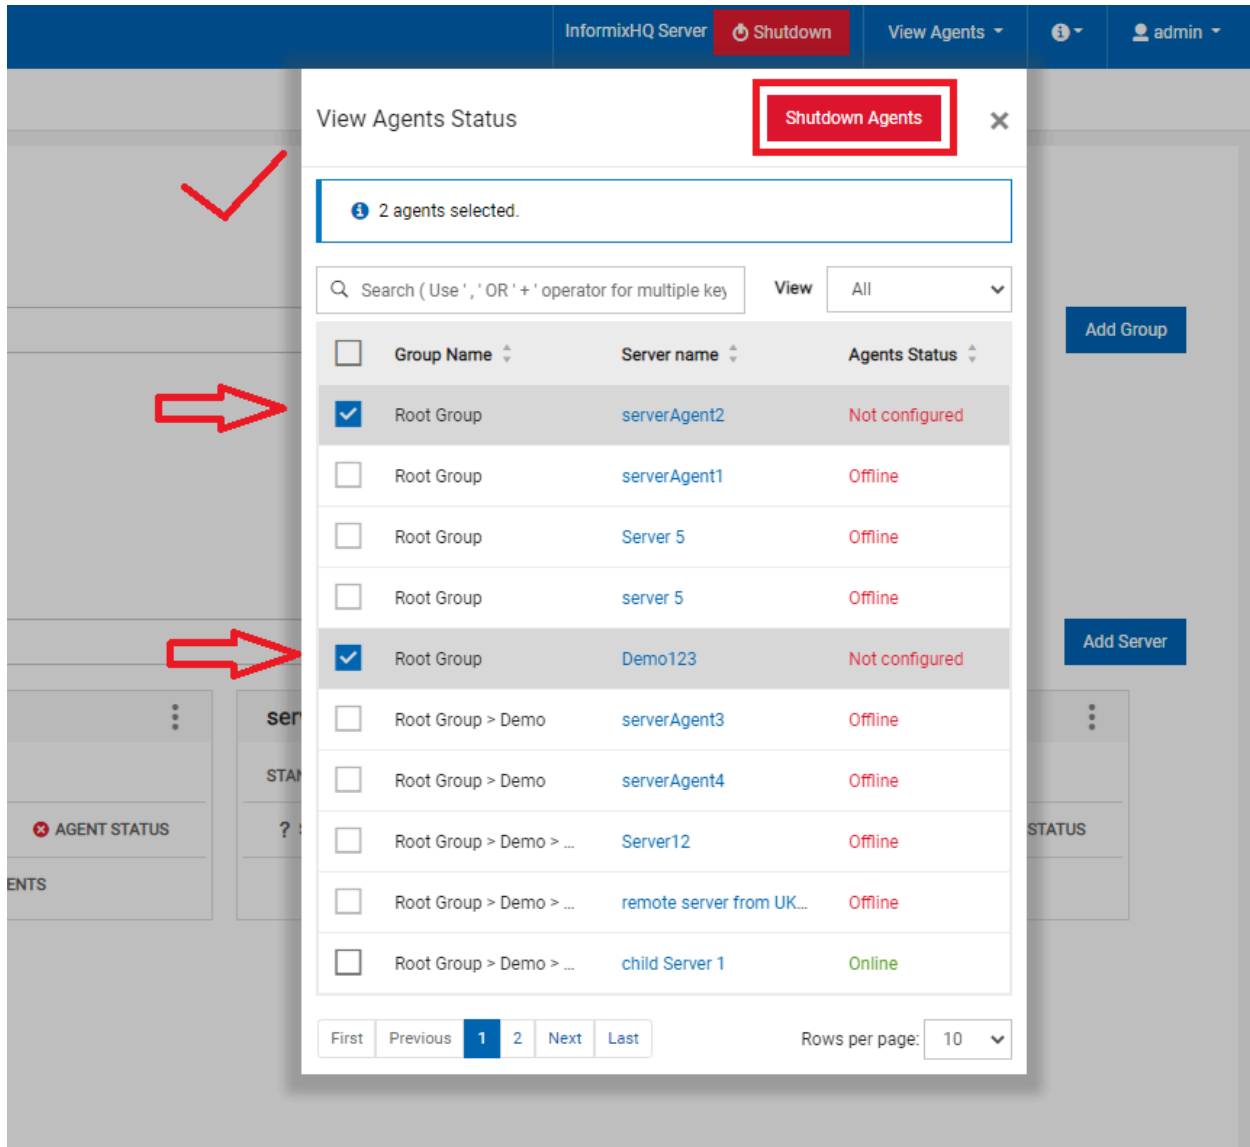 InformixHQ Server Shutdown View Agents admin
View Agents Status Shutdown Agents
2 agents selected.
Search ( Use ' , ' OR ' + ' operator for multiple key View All
Add Group
Group Name Server name Agents Status
Root Group serverAgent2 Not configured
Root Group serverAgent1 Offline
Root Group Server 5 Offline
Root Group server 5 Offline
Add Server
Root Group Demo123 Not configured
ser Root Group > Demo serverAgent3 Offline
STAN Root Group > Demo serverAgent4 Offline
AGENT STATUS ? Root Group > Demo > ... Server12 Offline STATUS
ENTS Root Group > Demo > ... remote server from UK... Offline
Root Group > Demo > ... child Server 1 Online
First Previous 1 2 Next Last Rows per page: 10